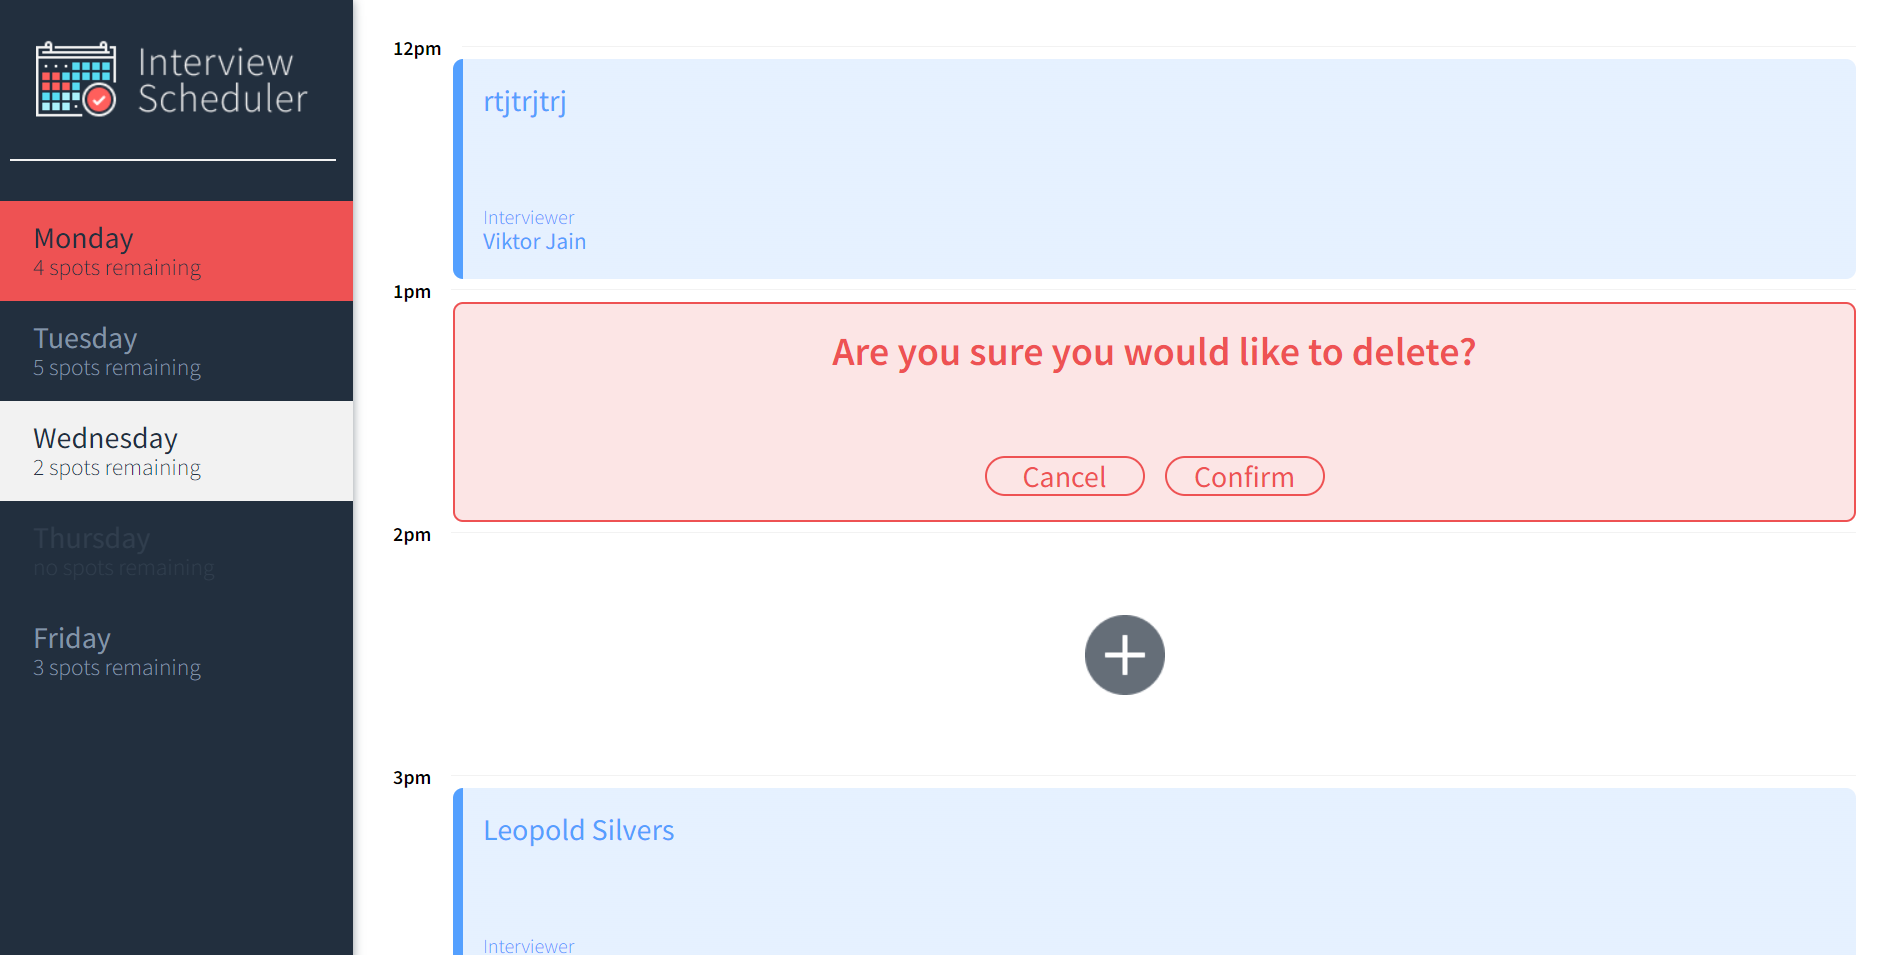 Interview
Scheduler
Monday
4 spots remaining
Tuesday
5 spots remaining
Wednesday
2 spots remaining
Thursday
no spots remaining
Friday
3 spots remaining
12pm
rtjtrjtrj
Interviewer
Viktor Jain
1pm
Are you sure you would like to delete?
Cancel Confirm
2pm
3pm
Leopold Silvers
Interviewer